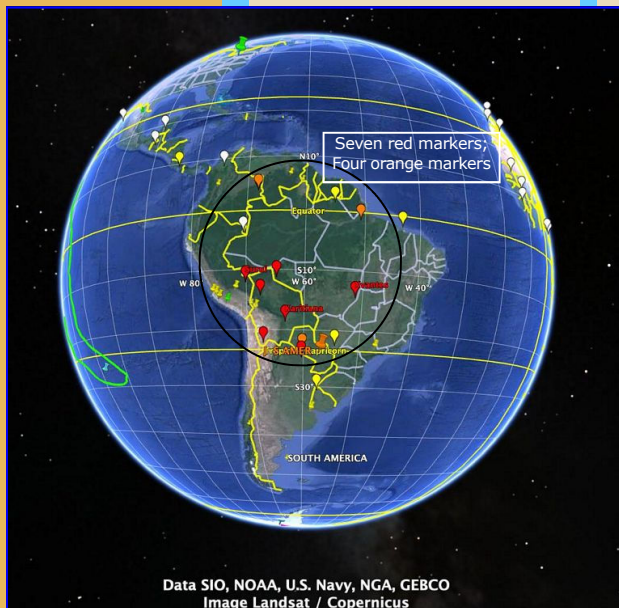 Seven red markers;
Four orange markers
N10°
Equator
S10°
W 60°
W 80
W 40°
S30°
SOUTH AMERICA
Data SIO, NOAA, U.S. Navy, NGA, GEBCO
Image Landsat / Copernicus